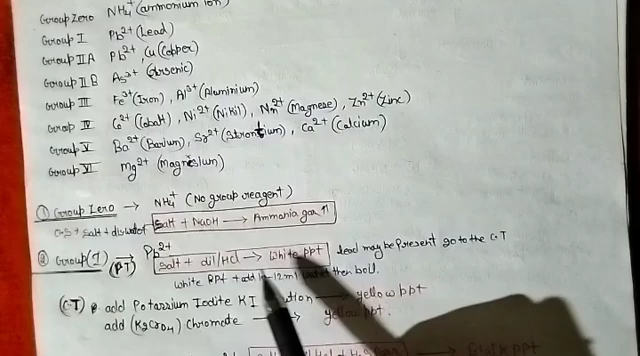 Group Zero NH₄⁺ (ammonium ion)
Group I Pb²⁺ (Lead)
Group II A Pb²⁺, Cu (Copper)
Group II B As³⁺ (Arsenic)
Group III Fe³⁺ (Iron), Al³⁺ (Aluminium)
Group IV Co²⁺ (Cobalt), Ni²⁺ (Nikil), Mn²⁺ (Magnese), Zn²⁺ (Zinc)
Group V Ba²⁺ (Barium), Sr²⁺ (Strontium), Ca²⁺ (Calcium)
Group VI Mg²⁺ (Magnesium)
① Group Zero → NH₄⁺ (No group reagent)
salt + NaOH → Ammonia gas ↑
② Group (I) → Pb²⁺
(PT) salt + dil/HCl → White ppt lead may be Present go to the C.T
white PPt + add then boil.
(C.T) add Potassium Iodite KI → yellow ppt
add (K₂CrO₄) Chromate → yellow ppt.
ppt